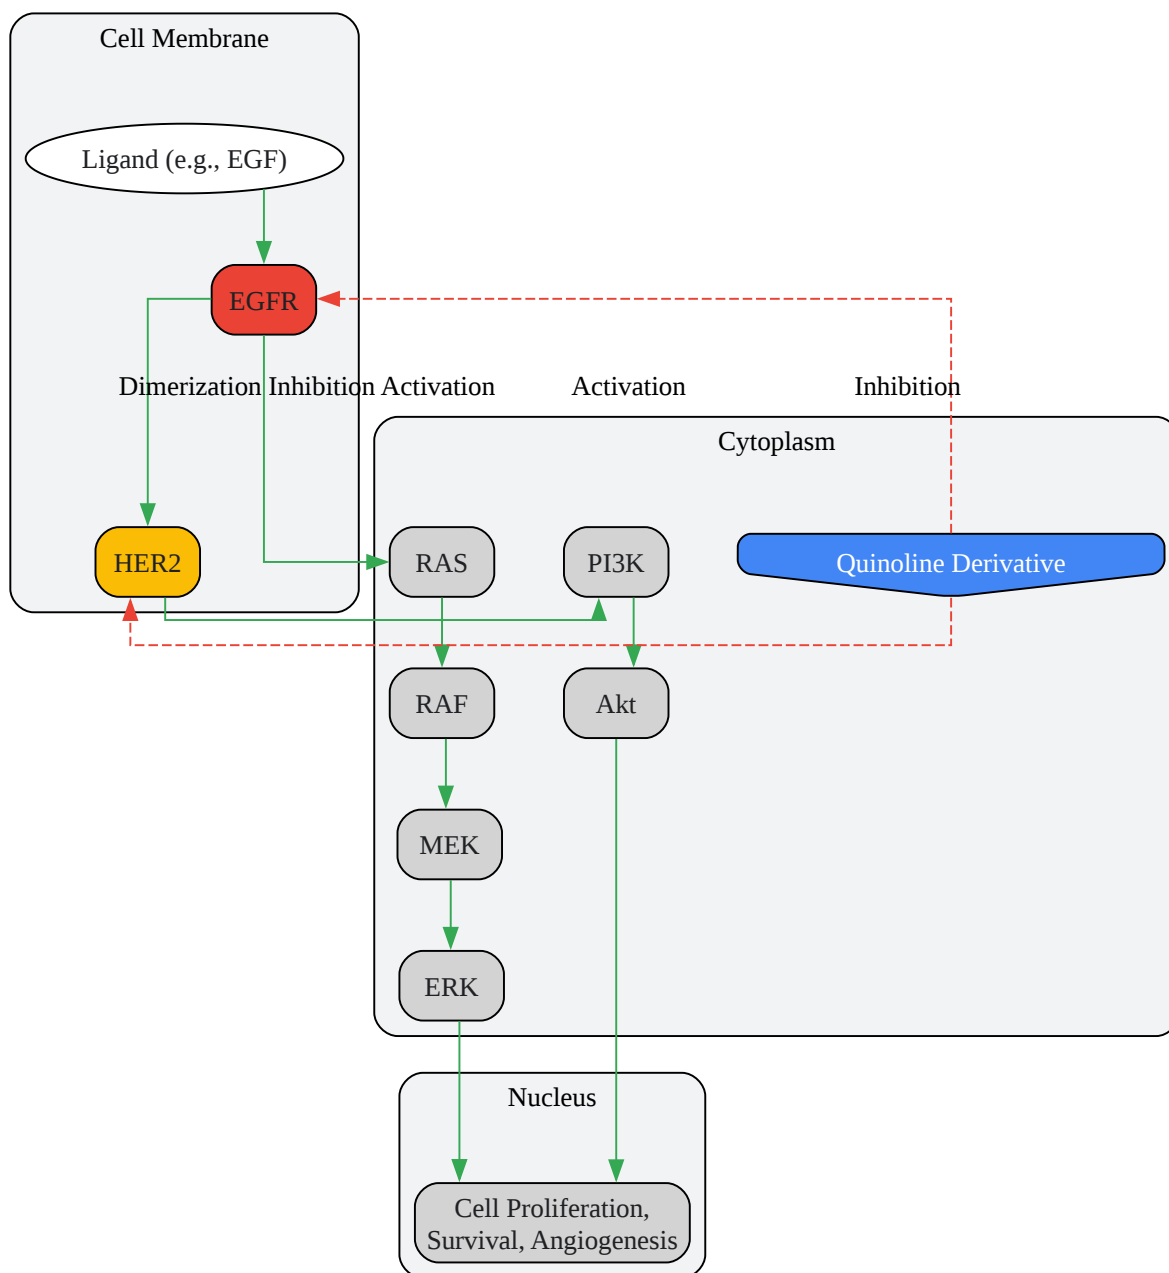 Cell Membrane
Ligand (e.g., EGF)
EGFR
Dimerization
Inhibition
Activation
Activation
Inhibition
Cytoplasm
HER2
RAS
PI3K
Quinoline Derivative
RAF
Akt
MEK
ERK
Nucleus
Cell Proliferation,
Survival, Angiogenesis